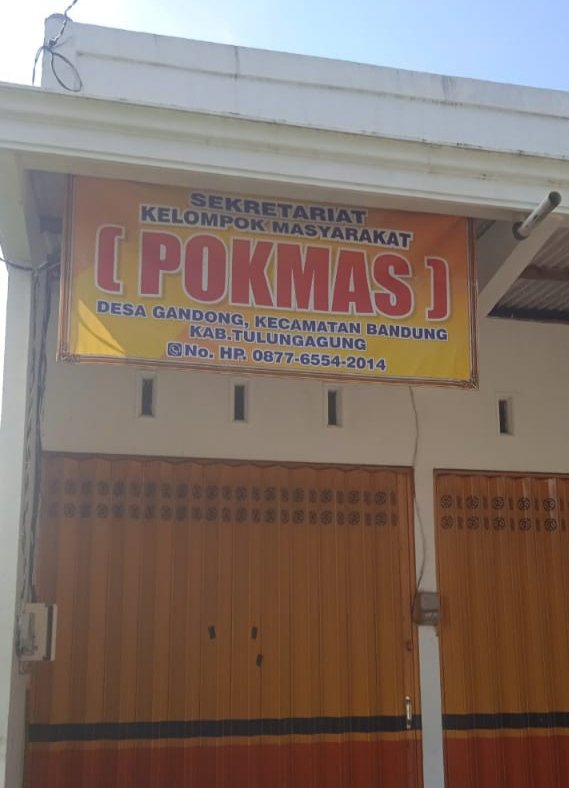 SEKRETARIAT
KELOMPOK MASYARAKAT
( POKMAS )
DESA GANDONG, KECAMATAN BANDUNG
KAB.TULUNGAGUNG
No. HP. 0877-6554-2014